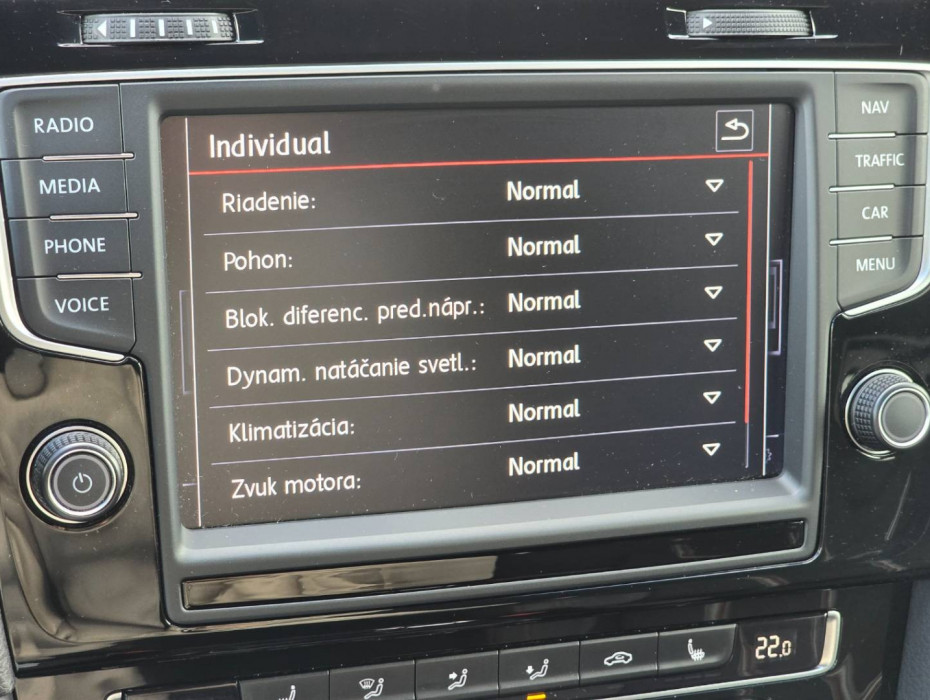 RADIO
MEDIA
PHONE
VOICE
Individual
Riadenie: Normal
Pohon: Normal
Blok. diferenc. pred.nápr.: Normal
Dynam. natáčanie svetl.: Normal
Klimatizácia: Normal
Zvuk motora: Normal
NAV
TRAFFIC
CAR
MENU
22.0